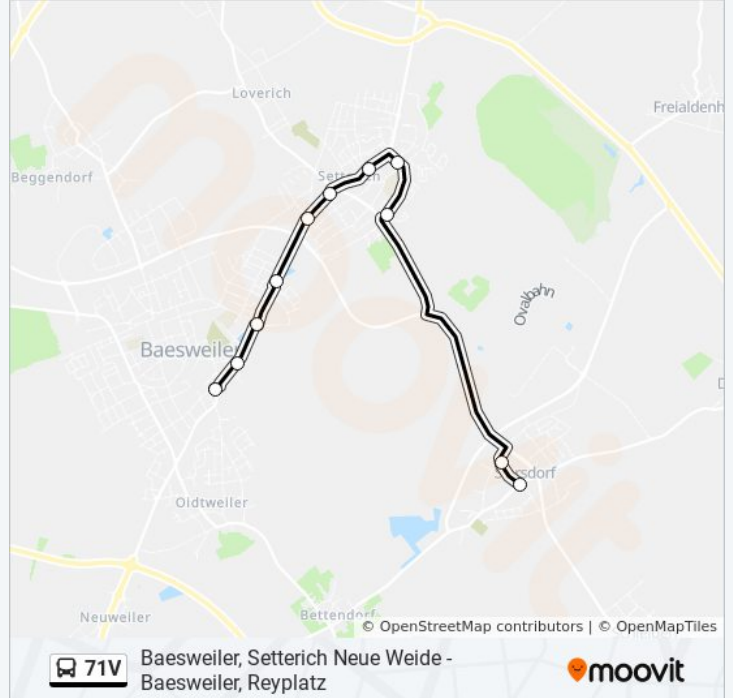 Loverich
Freialdenh
Setterich
Beggendorf
Ovalbahn
Baesweiler
Siersdorf
Oidtweiler
Bettendorf
Neuweiler
© OpenStreetMap contributors | © OpenMapTiles
71V
Baesweiler, Setterich Neue Weide -
Baesweiler, Reyplatz
moovit